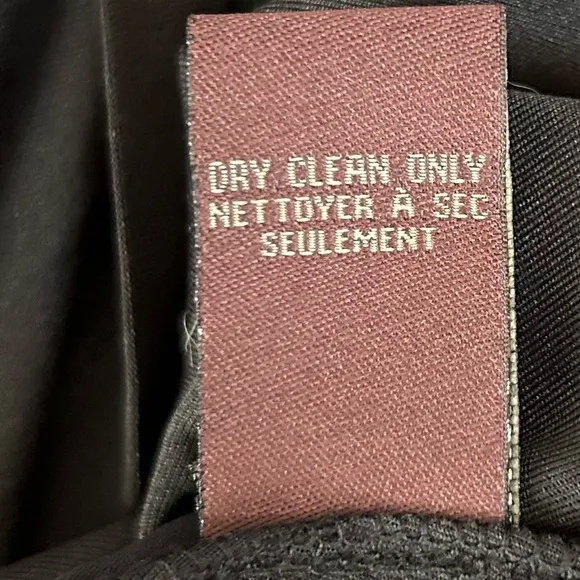 DRY CLEAN ONLY
NETTOYER À SEC
SEULEMENT